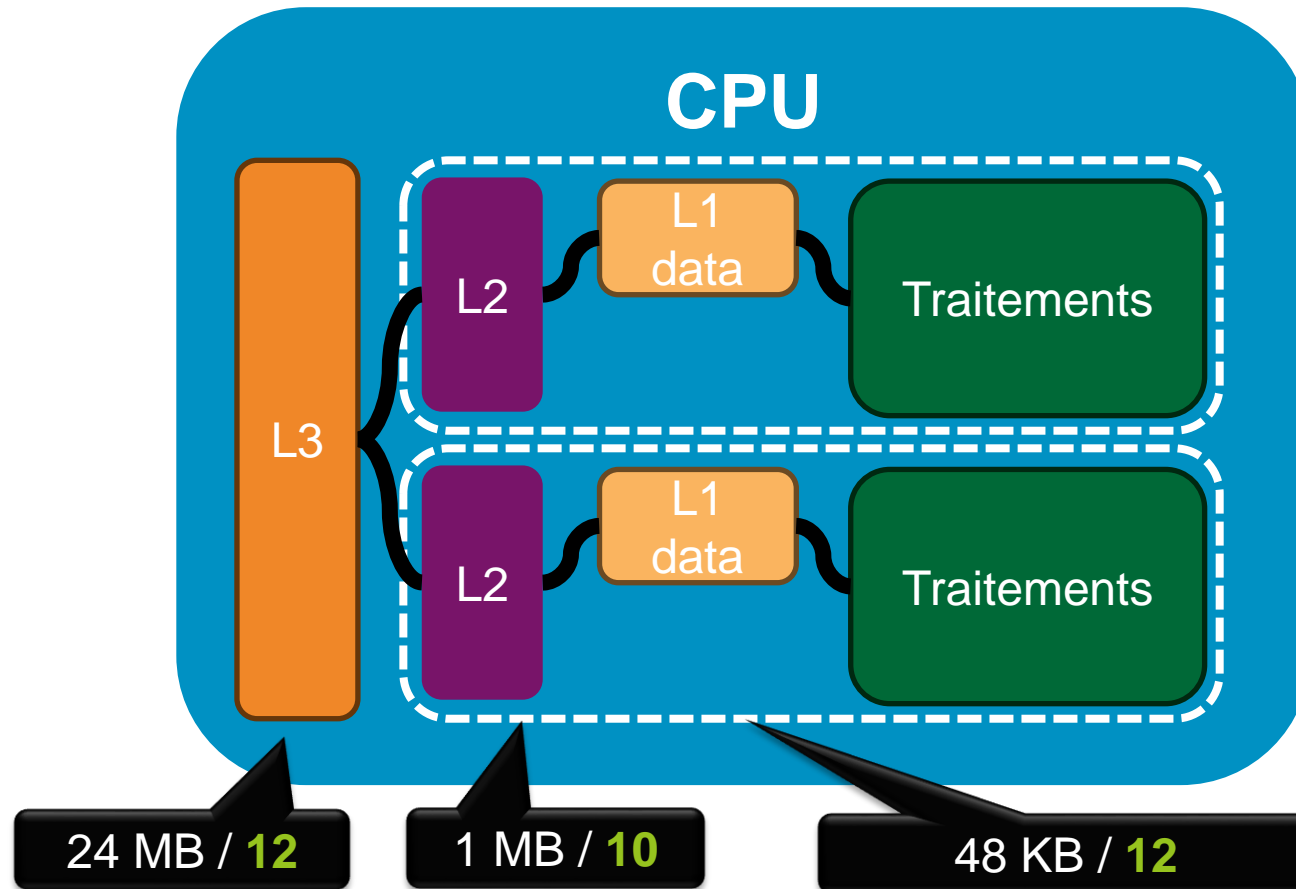 CPU
L3
L2
L1
data
Traitements
L2
L1
data
Traitements
24 MB / 12
1 MB / 10
48 KB / 12